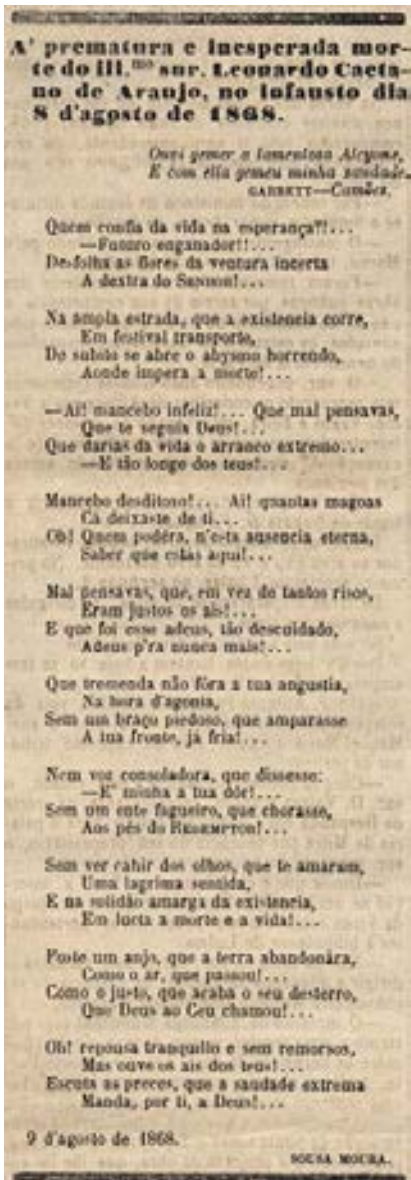 A' prematura e inesperada mor-
te do ill.mo snr. Leonardo Caeta-
no de Araujo, no infausto dia
8 d'agosto de 1868.
Ouvi gemer a lamentosa Alcyone,
E com ella gemeu minha saudade.
GARRETT—Camões.
Quem confia da vida na esperança?!...
—Futuro enganador!!...
Desfolha as flores da ventura incerta
A dextra do SENHOR!...
Na ampla estrada, que a existencia corre,
Em festival transporte,
De subito se abre o abysmo horrendo,
Aonde impera a morte!...
—Ai! mancebo infeliz!... Que mal pensavas,
Que te seguia Deus!...
Que darias da vida o arranco extremo...
—E tão longe dos teus!...
Mancebo desditoso!... Ai! quantas magoas
Cá deixaste de ti...
Oh! Quem podéra, n'esta ausencia eterna,
Saber que estas aqui!...
Mal pensavas, que, em vez de tantos risos,
Eram justos os ais!...
E que foi esse adeus, tão descuidado,
Adeus p'ra nunca mais!...
Que tremenda não fôra a tua angustia,
Na hora d'agonia,
Sem um braço piedoso, que amparasse
A tua fronte, já fria!...
Nem voz consoladora, que dissesse:
—E' minha a tua dôr!...
Sem um ente fagueiro, que chorasse,
Aos pés do REDEMPTOR!...
Sem ver cahir dos olhos, que te amaram,
Uma lagrima sentida,
E na solidão amarga da existencia,
Em lucta a morte e a vida!...
Foste um anjo, que a terra abandonára,
Como o ar, que passou!...
Como o justo, que acaba o seu desterro,
Que Deus ao Ceu chamou!...
Oh! repousa tranquillo e sem remorsos,
Mas ouve os ais dos teus!...
Escuta as preces, que a saudade extrema
Manda, por ti, a Deus!...
9 d'agosto de 1868.
SOUSA MOURA.